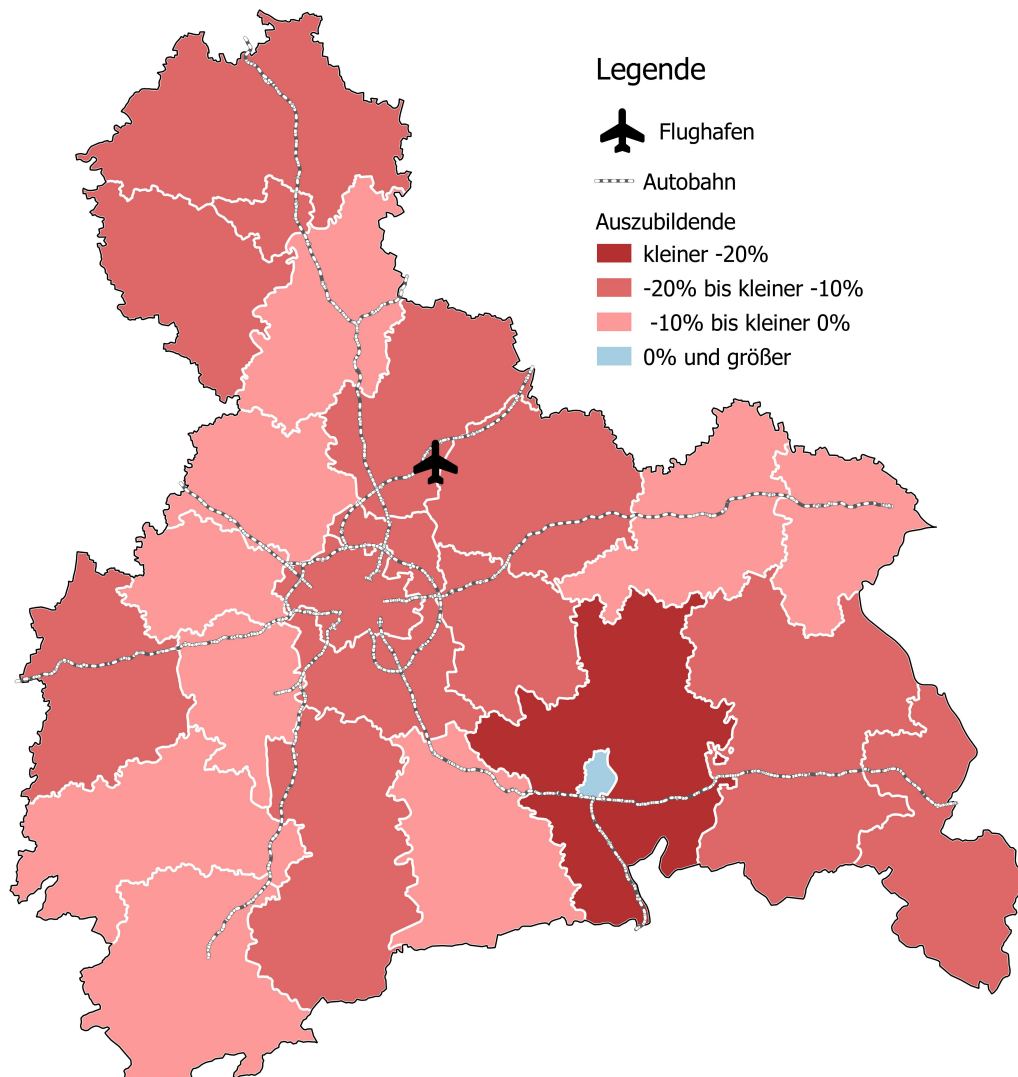 Legende
Flughafen
Autobahn
Auszubildende
kleiner -20%
-20% bis kleiner -10%
-10% bis kleiner 0%
0% und größer